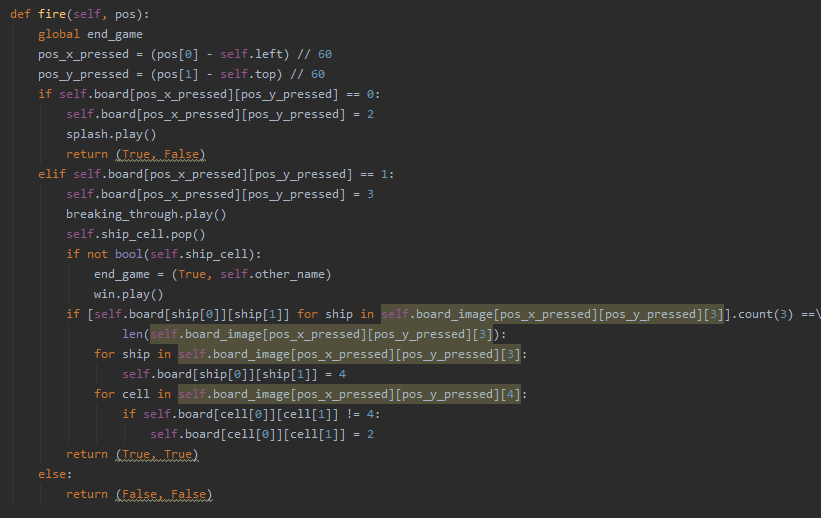 def fire(self, pos):
    global end_game
    pos_x_pressed = (pos[0] - self.left) // 60
    pos_y_pressed = (pos[1] - self.top) // 60
    if self.board[pos_x_pressed][pos_y_pressed] == 0:
        self.board[pos_x_pressed][pos_y_pressed] = 2
        splash.play()
        return (True, False)
    elif self.board[pos_x_pressed][pos_y_pressed] == 1:
        self.board[pos_x_pressed][pos_y_pressed] = 3
        breaking_through.play()
        self.ship_cell.pop()
        if not bool(self.ship_cell):
            end_game = (True, self.other_name)
            win.play()
        if [self.board[ship[0]][ship[1]] for ship in self.board_image[pos_x_pressed][pos_y_pressed][3]].count(3) ==\
                len(self.board_image[pos_x_pressed][pos_y_pressed][3]):
            for ship in self.board_image[pos_x_pressed][pos_y_pressed][3]:
                self.board[ship[0]][ship[1]] = 4
            for cell in self.board_image[pos_x_pressed][pos_y_pressed][4]:
                if self.board[cell[0]][cell[1]] != 4:
                    self.board[cell[0]][cell[1]] = 2
        return (True, True)
    else:
        return (False, False)